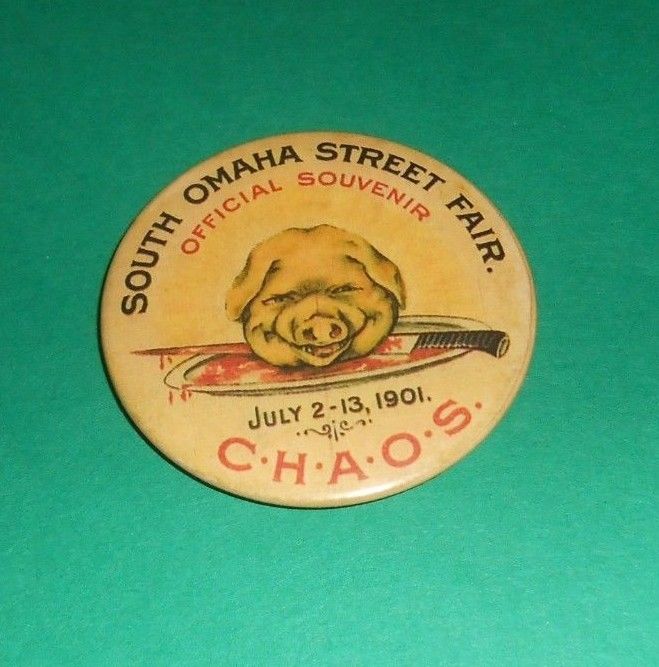 SOUTH OMAHA STREET FAIR.
OFFICIAL SOUVENIR
JULY 2-13, 1901.
C·H·A·O·S.